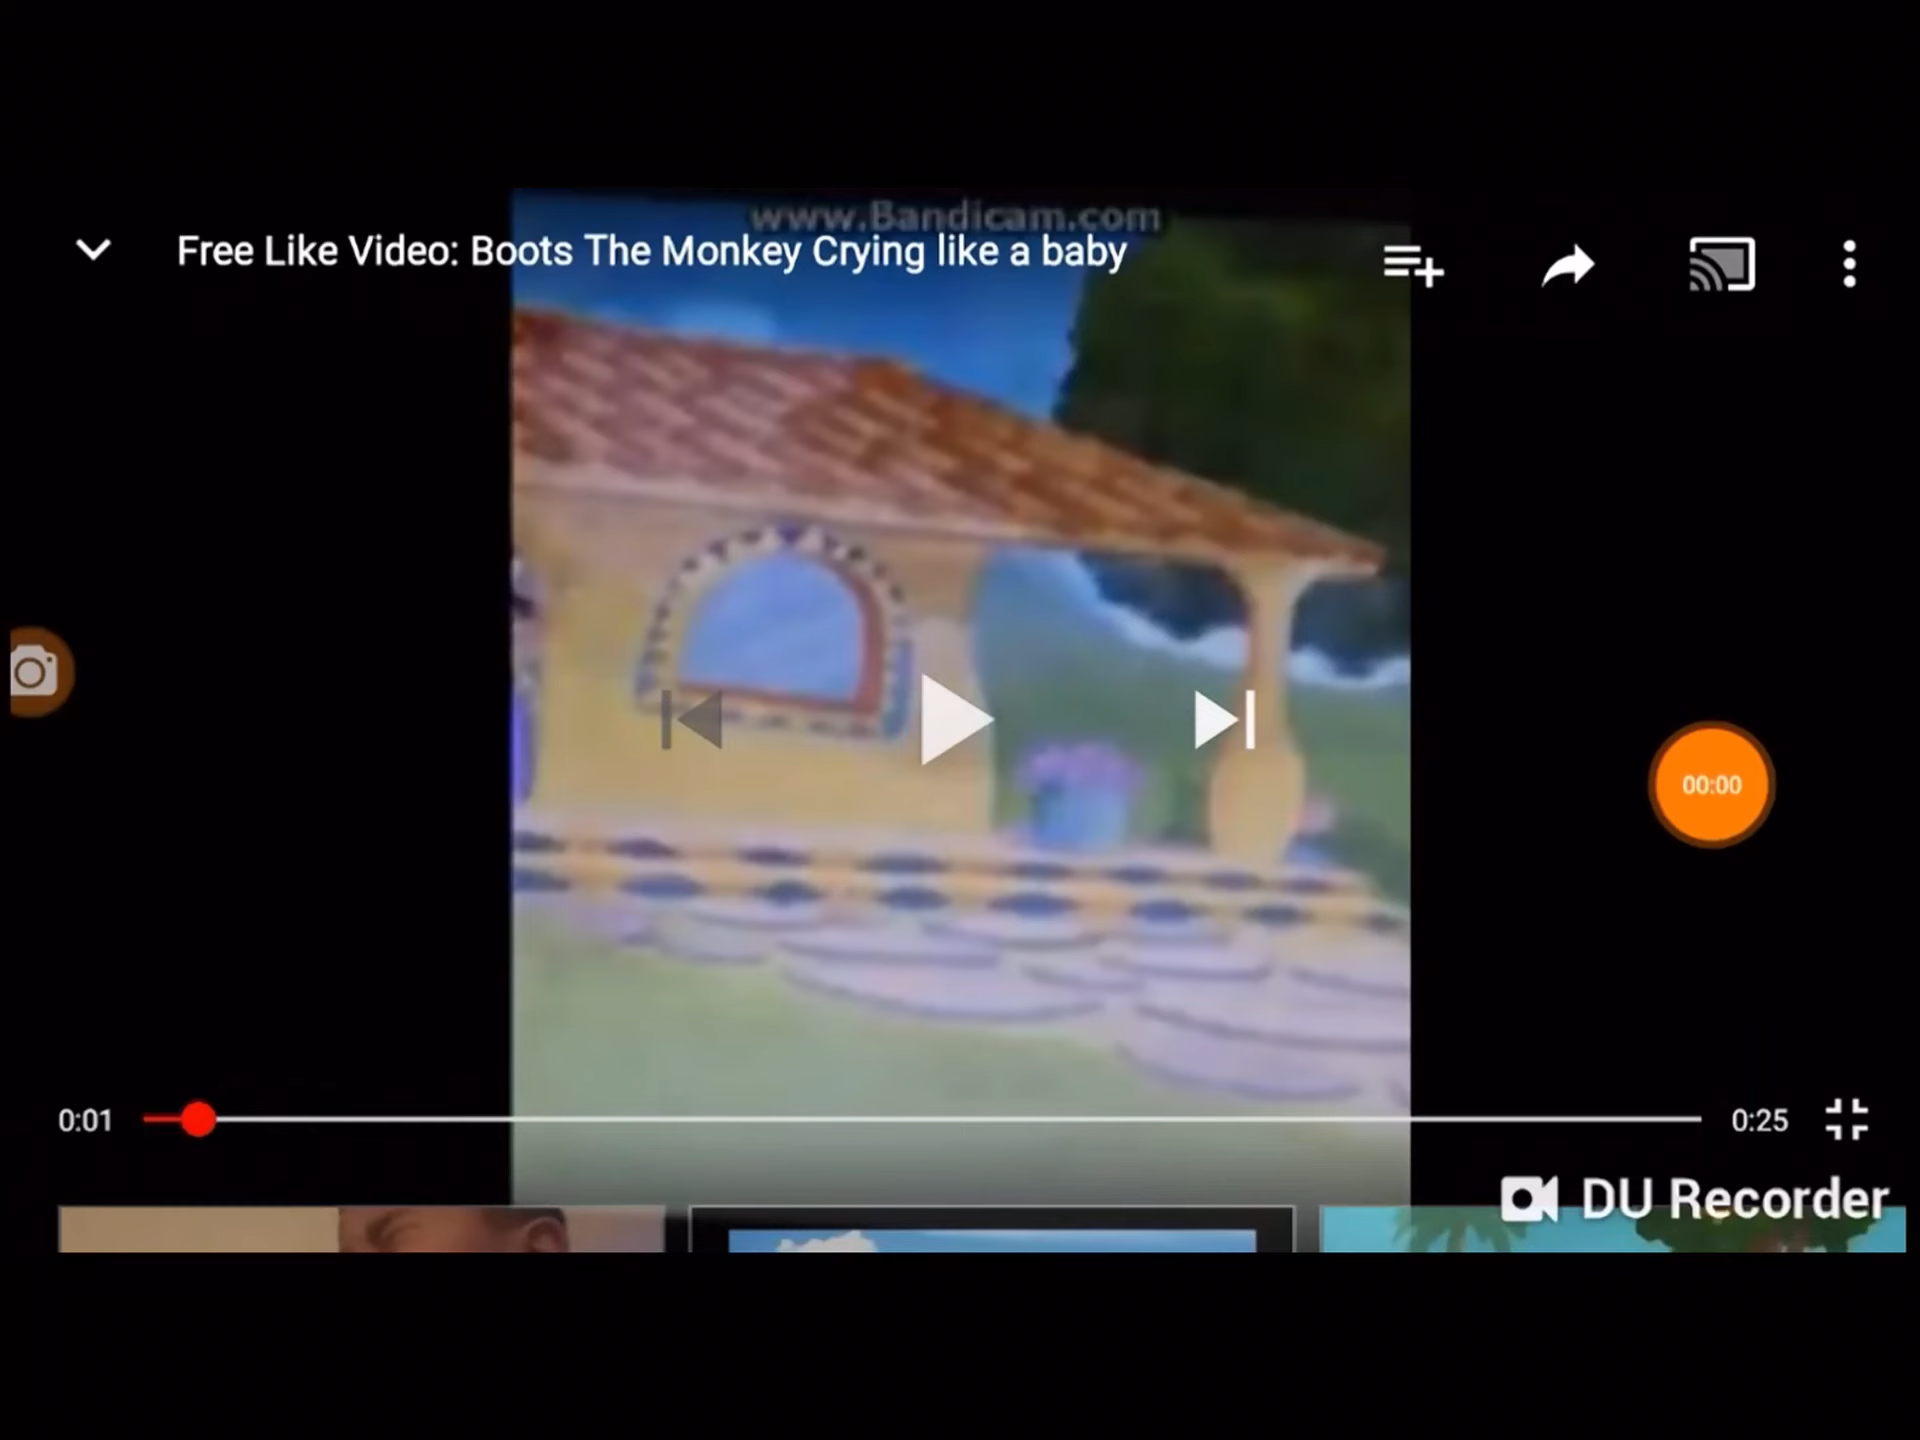 www.Bandicam.com
Free Like Video: Boots The Monkey Crying like a baby
00:00
0:01
0:25
DU Recorder